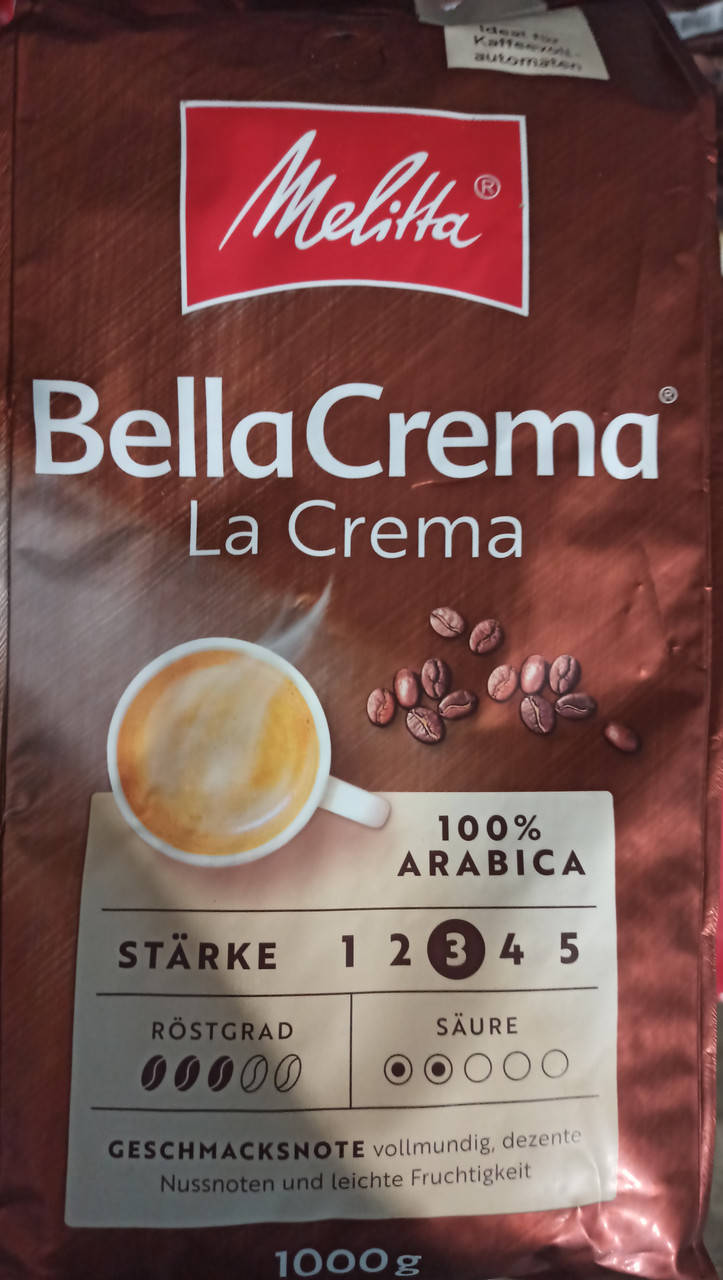 Ideal für
Kaffeevoll-
automaten
Melitta®
BellaCrema®
La Crema
100%
ARABICA
STÄRKE 1 2 3 4 5
RÖSTGRAD
SÄURE
GESCHMACKSNOTE vollmundig, dezente
Nussnoten und leichte Fruchtigkeit
1000 g